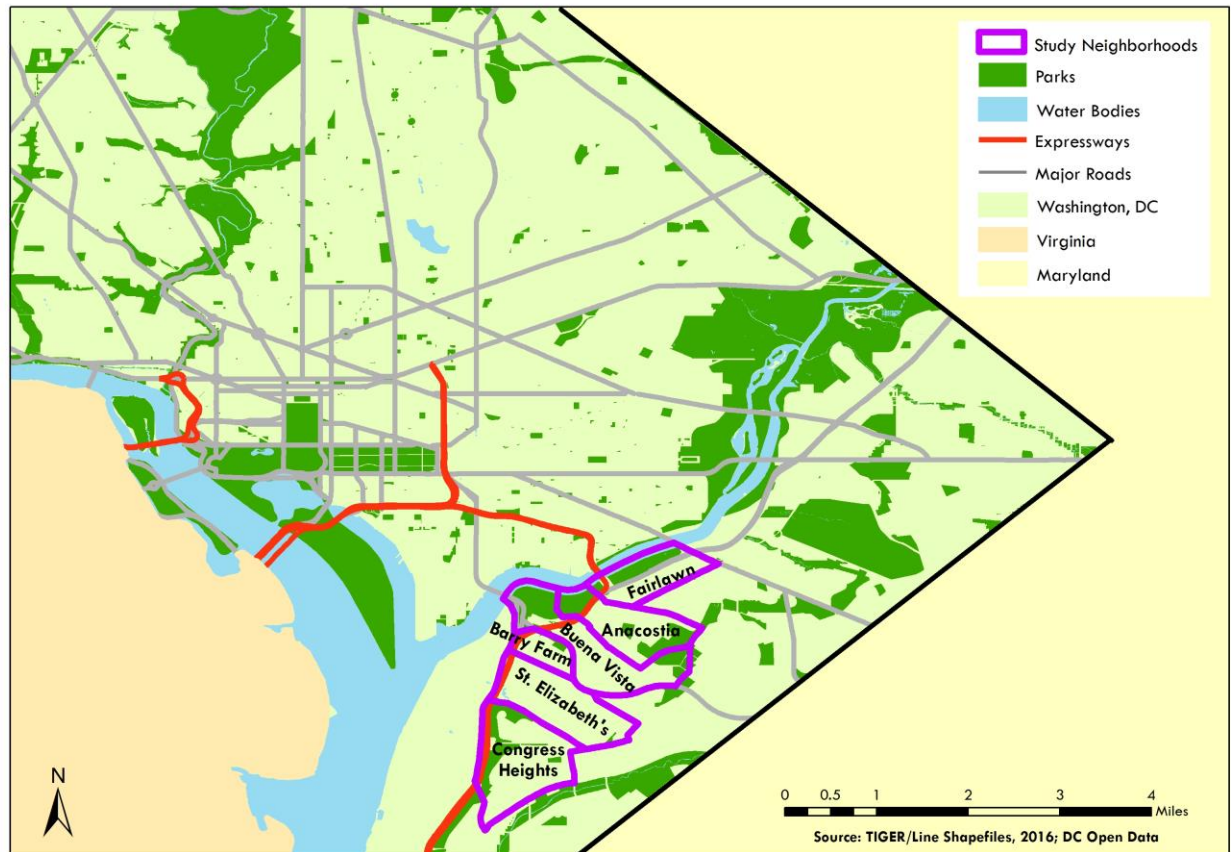 Study Neighborhoods
Parks
Water Bodies
Expressways
Major Roads
Washington, DC
Virginia
Maryland
Fairlawn
Anacostia
Buena Vista
Barry Farm
St. Elizabeth's
Congress
Heights
N
0 0.5 1 2 3 4
Miles
Source: TIGER/Line Shapefiles, 2016; DC Open Data